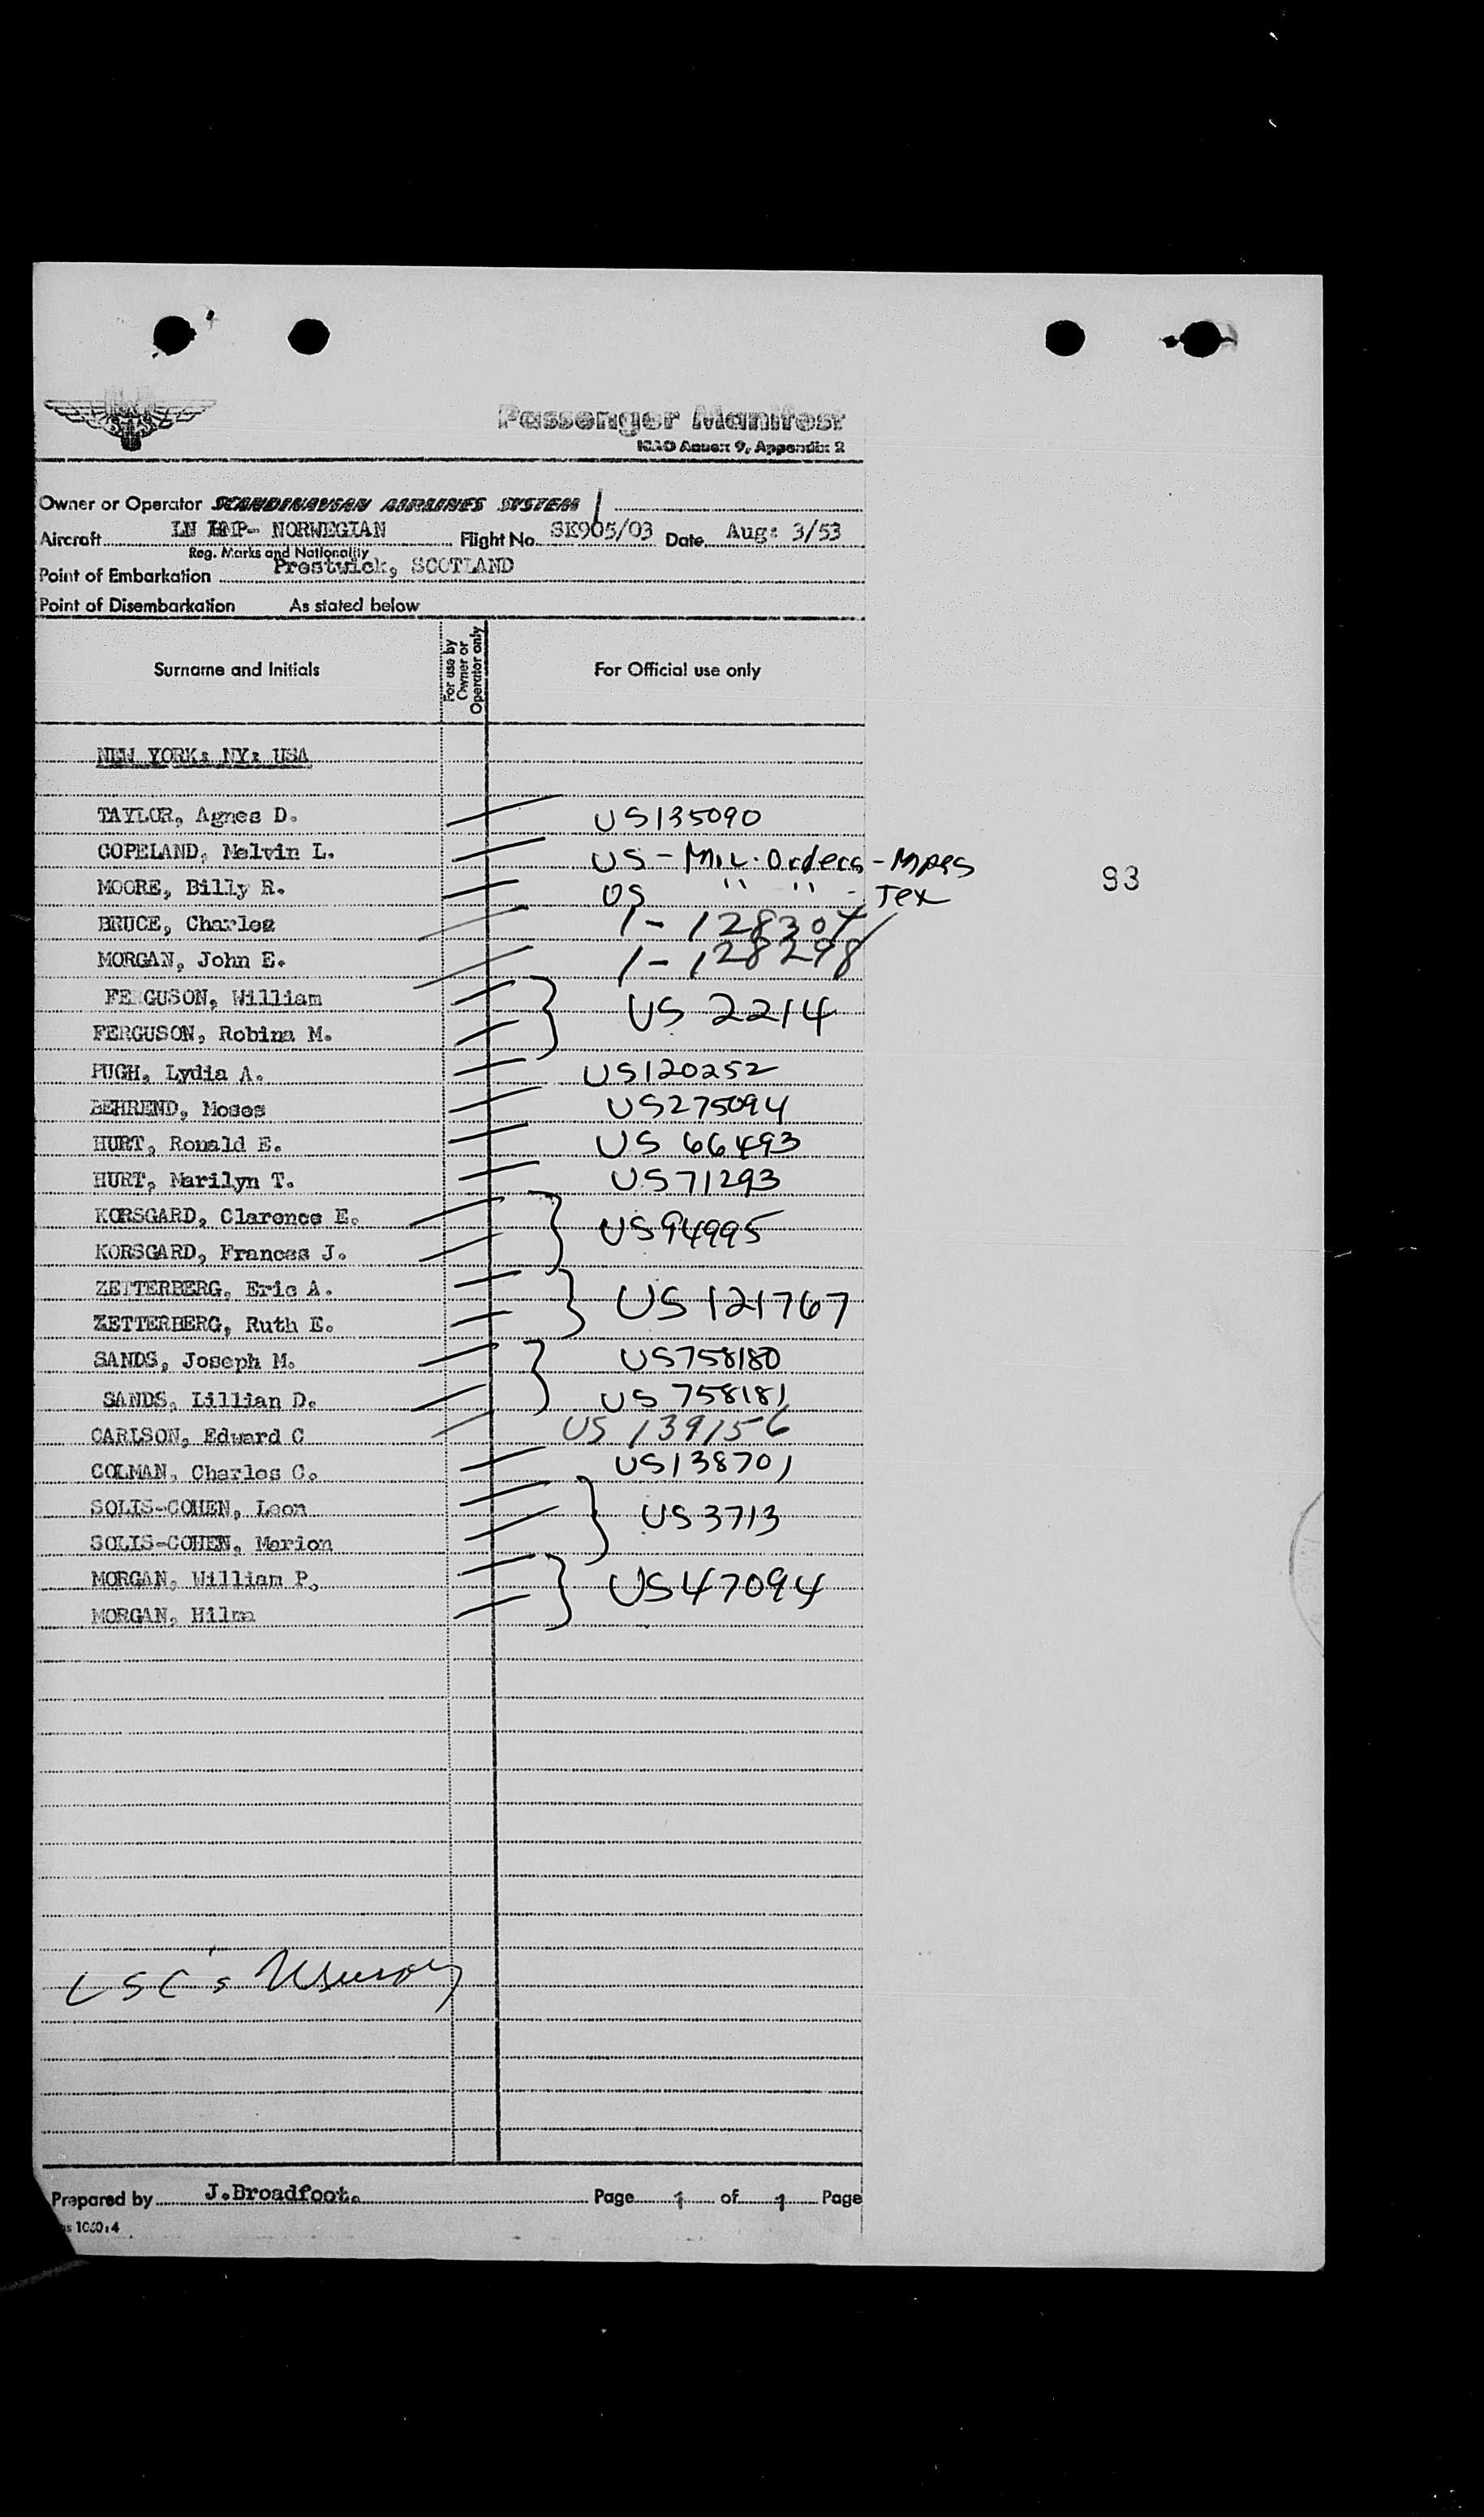 SAS
Passenger Manifest
ICAO Annex 9, Appendix 2
Owner or Operator SCANDINAVIAN AIRLINES SYSTEM
Aircraft LN LMP- NORWEGIAN Flight No. SK905/03 Date Aug: 3/53
Reg. Marks and Nationality
Point of Embarkation Prestwick, SCOTLAND
Point of Disembarkation As stated below
Surname and Initials For use by Owner or Operator only For Official use only
NEW YORK: NY: USA
TAYLOR, Agnes D. US135090
COPELAND, Melvin L. US - Mil. Orders - Mpls
MOORE, Billy R. US " " - Tex
93
BRUCE, Charles 1-128304
MORGAN, John E. 1-128298
FERGUSON, William } US 2214
FERGUSON, Robina M.
PUGH, Lydia A. US120252
BEHREND, Moses US275094
HURT, Ronald E. US 66493
HURT, Marilyn T. US71293
KORSGARD, Clarence E. } US94995
KORSGARD, Frances J.
ZETTERBERG, Eric A. } US121767
ZETTERBERG, Ruth E.
SANDS, Joseph M. } US758180
SANDS, Lillian D. US 758181
CARLSON, Edward C US 139156
COLMAN, Charles C. US138701
SOLIS-COHEN, Leon } US3713
SOLIS-COHEN, Marion
MORGAN, William P. } US47094
MORGAN, Hilma
Prepared by J.Broadfoot. Page 1 of 1 Page
1060:4